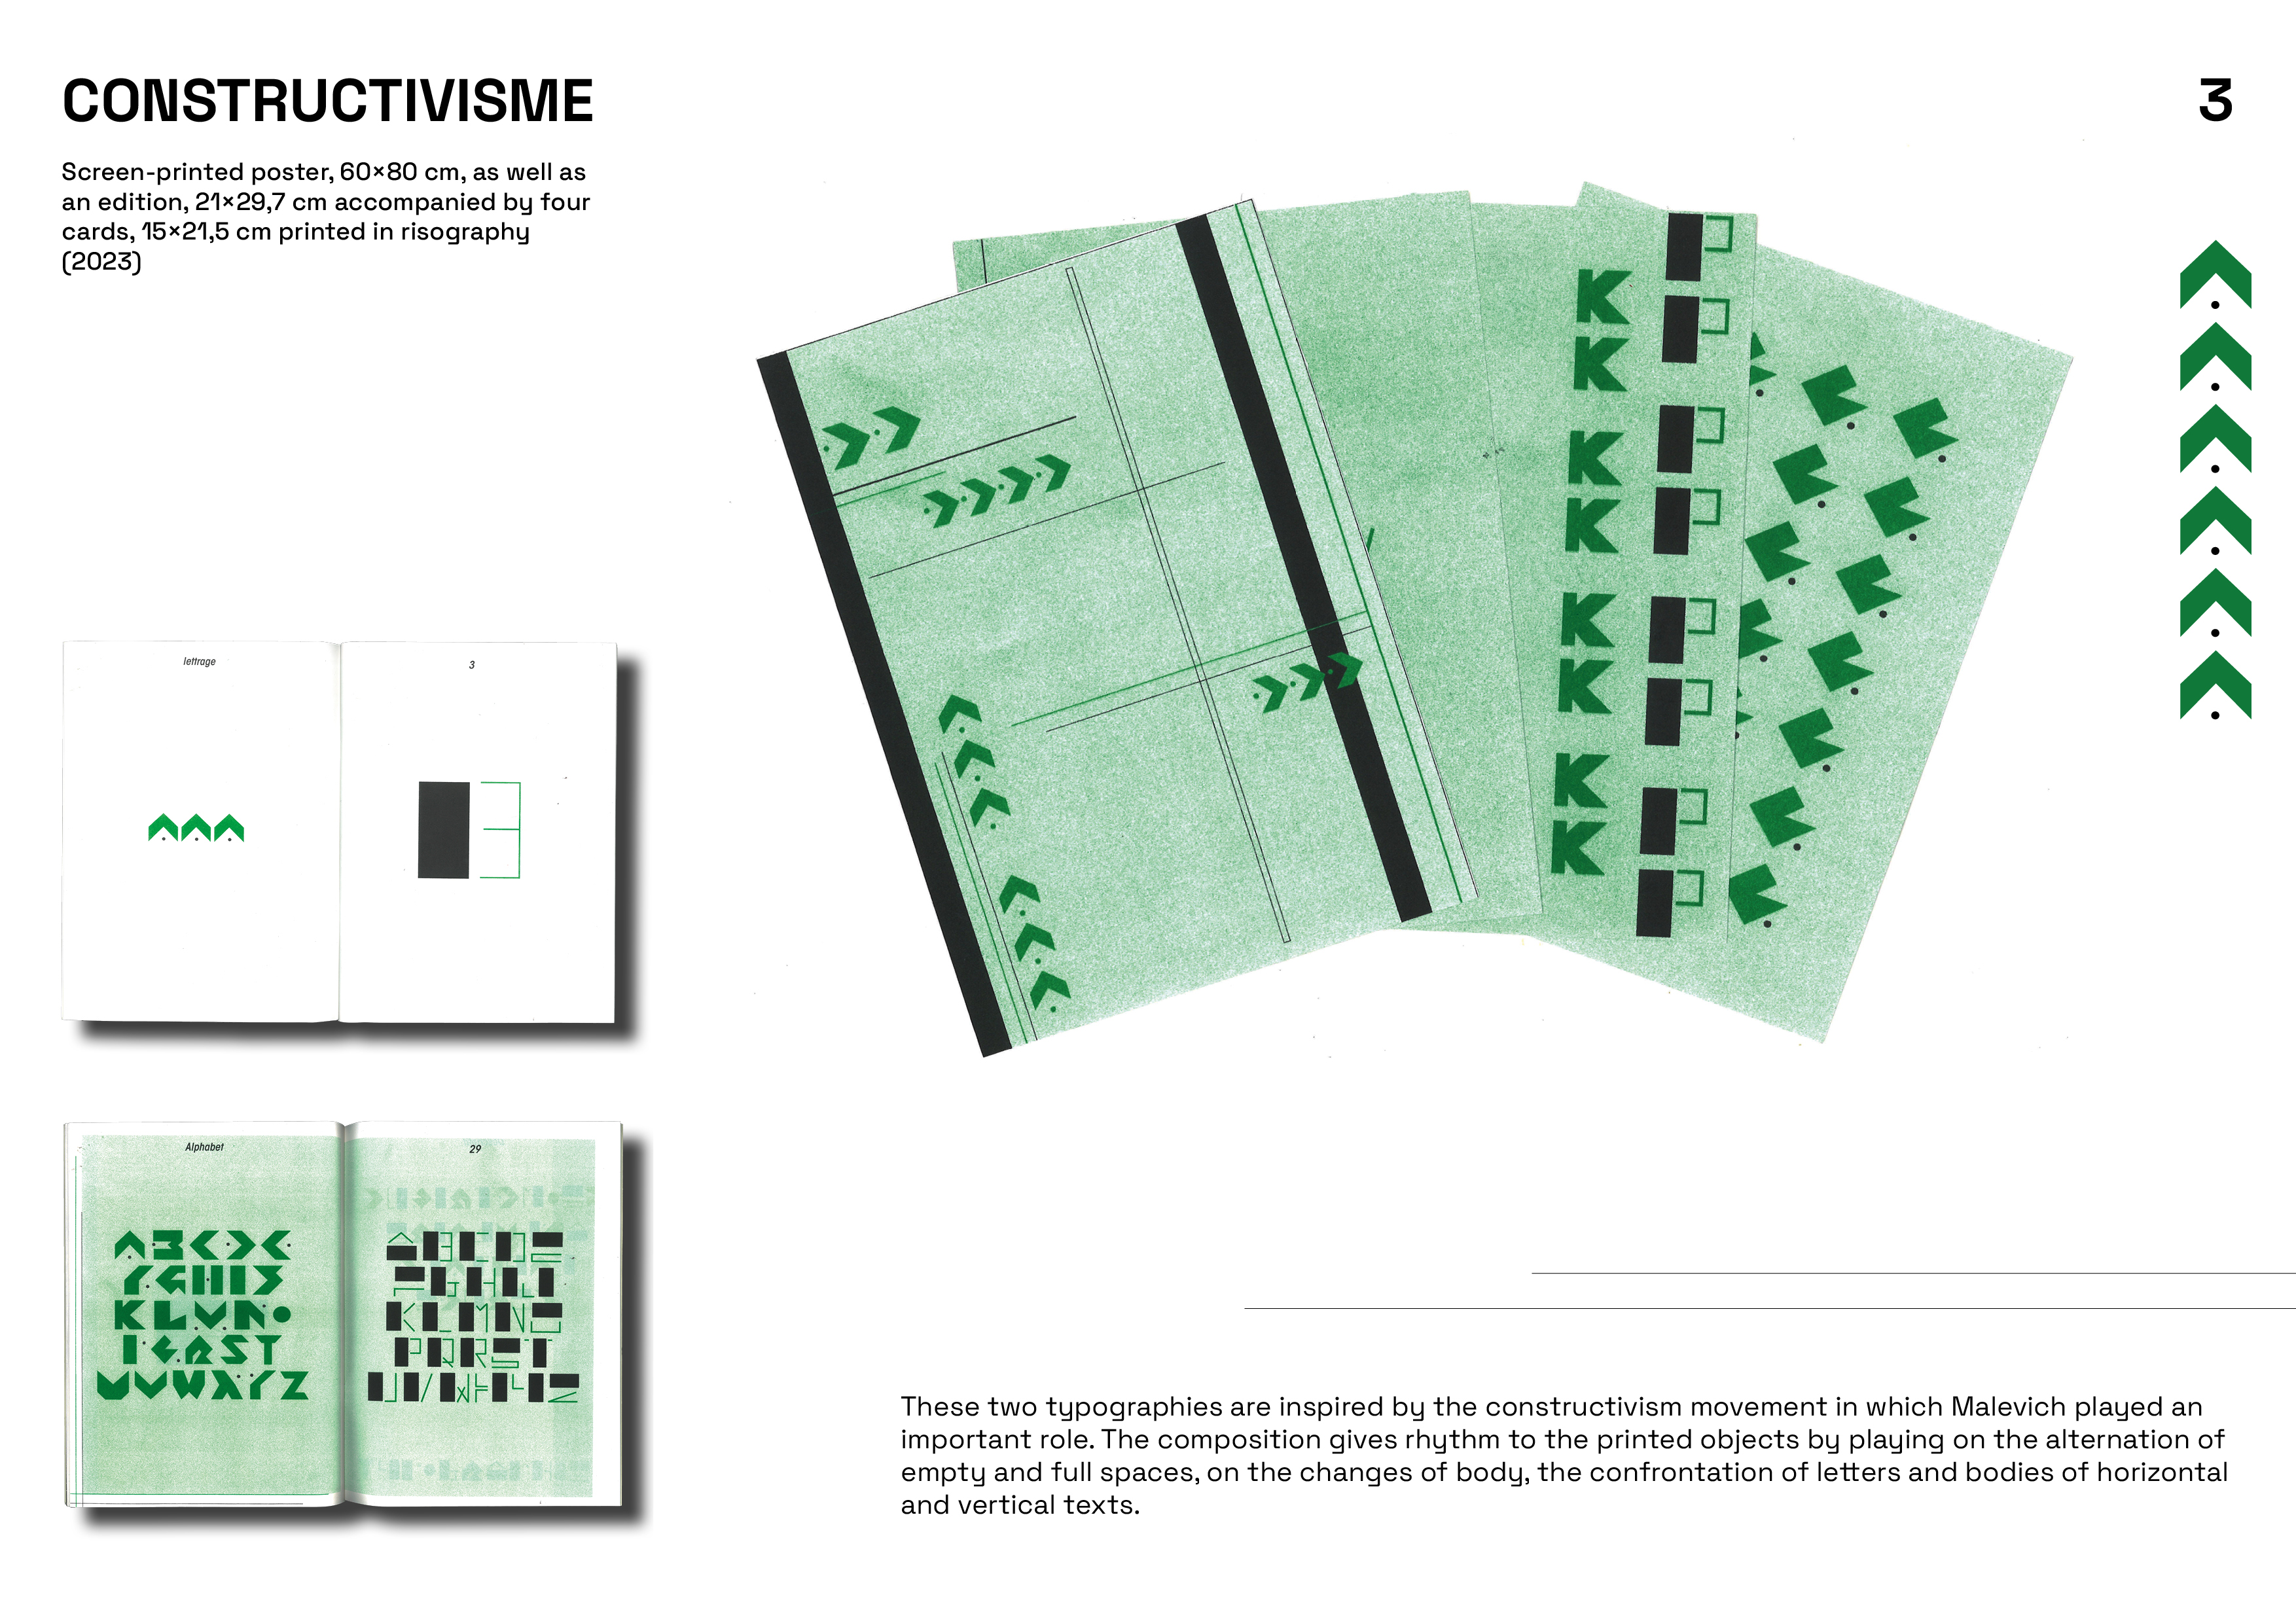 CONSTRUCTIVISME
3
Screen-printed poster, 60×80 cm, as well as
an edition, 21×29,7 cm accompanied by four
cards, 15×21,5 cm printed in risography
(2023)
K
K
K
K
K
K
K
K
lettrage
3
Alphabet
29
These two typographies are inspired by the constructivism movement in which Malevich played an
important role. The composition gives rhythm to the printed objects by playing on the alternation of
empty and full spaces, on the changes of body, the confrontation of letters and bodies of horizontal
and vertical texts.